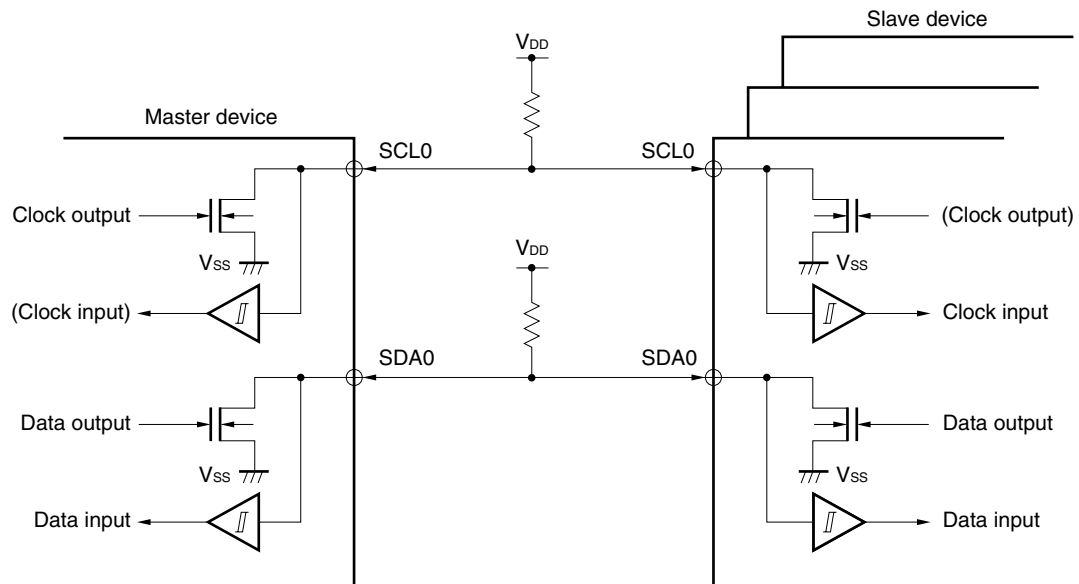 Slave device
VDD
Master device
SCL0
SCL0
Clock output
(Clock output)
VSS
VSS
VDD
(Clock input)
Clock input
SDA0
SDA0
Data output
Data output
VSS
VSS
Data input
Data input